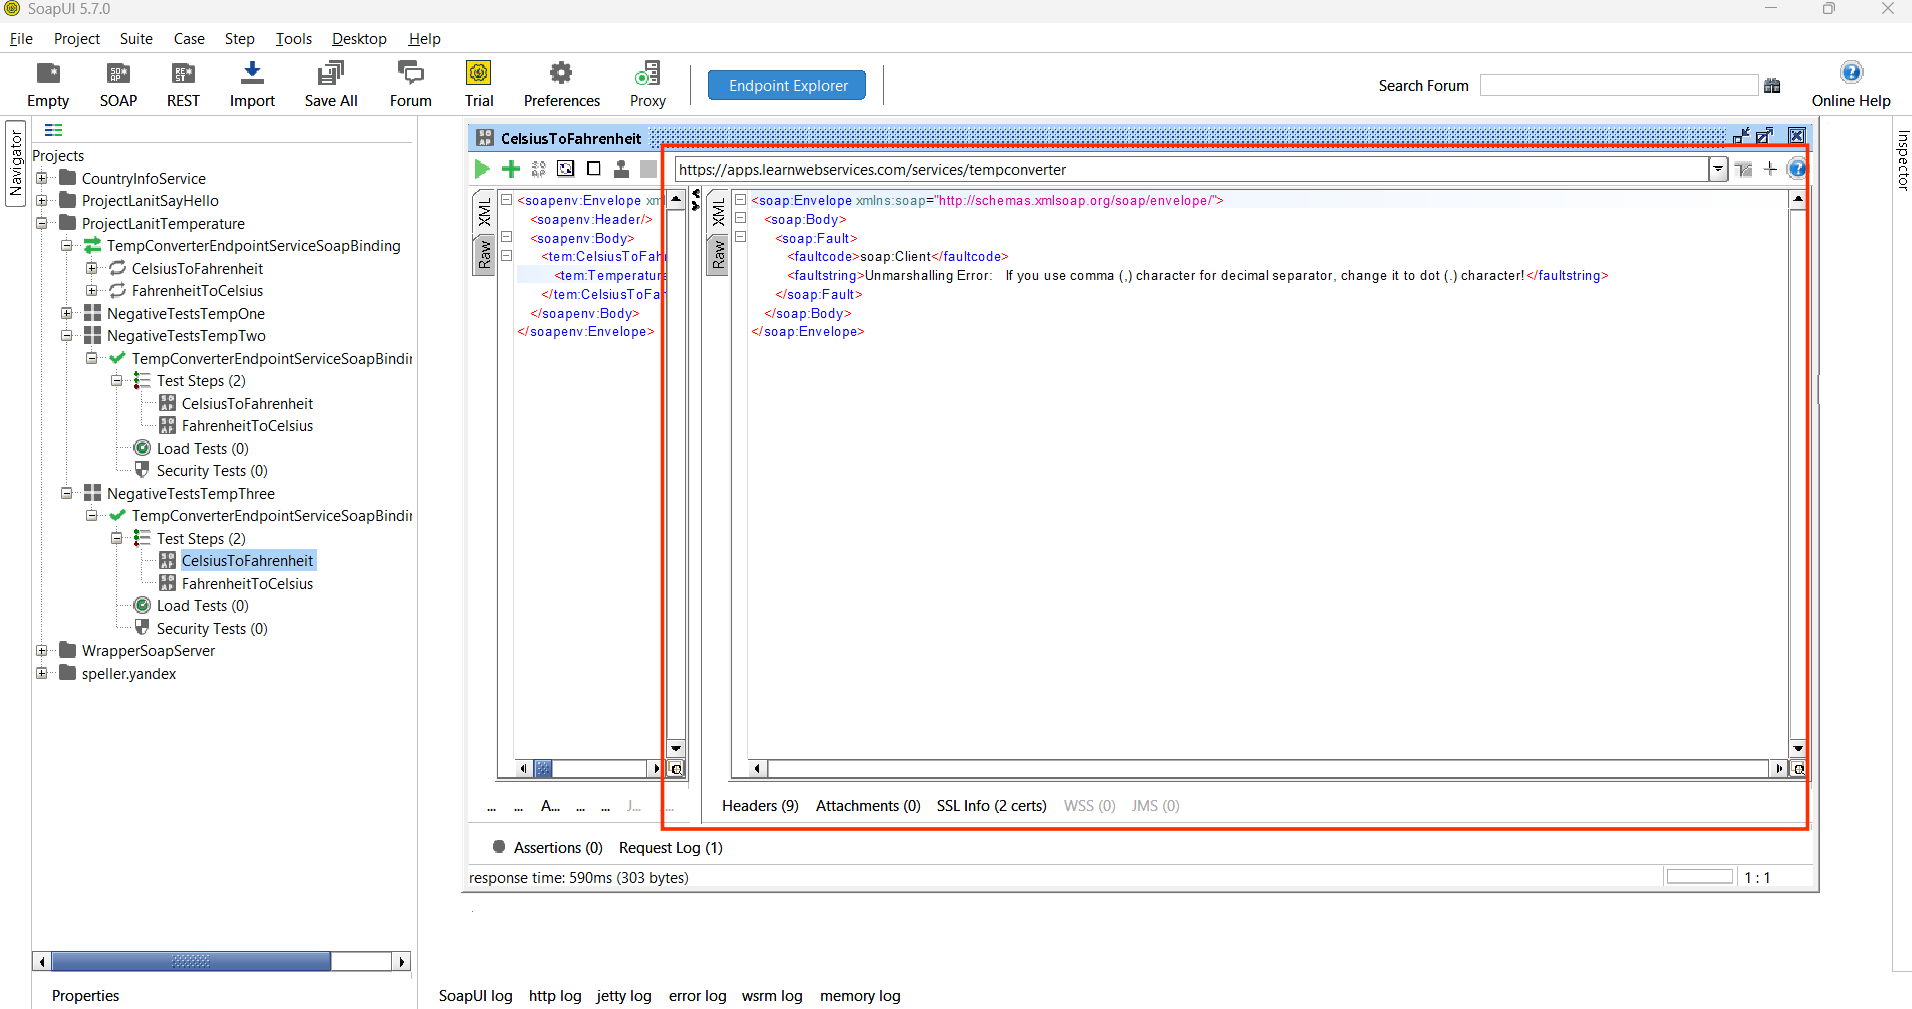 SoapUI 5.7.0
File Project Suite Case Step Tools Desktop Help
Empty SOAP REST Import Save All Forum Trial Preferences Proxy Endpoint Explorer Search Forum Online Help
Navigator
Inspector
Projects
CountryInfoService
ProjectLanitSayHello
ProjectLanitTemperature
TempConverterEndpointServiceSoapBinding
CelsiusToFahrenheit
FahrenheitToCelsius
NegativeTestsTempOne
NegativeTestsTempTwo
TempConverterEndpointServiceSoapBindin
Test Steps (2)
CelsiusToFahrenheit
FahrenheitToCelsius
Load Tests (0)
Security Tests (0)
NegativeTestsTempThree
TempConverterEndpointServiceSoapBindin
Test Steps (2)
CelsiusToFahrenheit
FahrenheitToCelsius
Load Tests (0)
Security Tests (0)
WrapperSoapServer
speller.yandex
Properties
CelsiusToFahrenheit
https://apps.learnwebservices.com/services/tempconverter
XML
Raw
<soapenv:Envelope xml
<soapenv:Header/>
<soapenv:Body>
<tem:CelsiusToFah
<tem:Temperature
</tem:CelsiusToFah
</soapenv:Body>
</soapenv:Envelope>
XML
Raw
<soap:Envelope xmlns:soap="http://schemas.xmlsoap.org/soap/envelope/">
<soap:Body>
<soap:Fault>
<faultcode>soap:Client</faultcode>
<faultstring>Unmarshalling Error: If you use comma (,) character for decimal separator, change it to dot (.) character!</faultstring>
</soap:Fault>
</soap:Body>
</soap:Envelope>
... ... A... ... ... J... ...
Headers (9) Attachments (0) SSL Info (2 certs) WSS (0) JMS (0)
Assertions (0) Request Log (1)
response time: 590ms (303 bytes)
1 : 1
SoapUI log http log jetty log error log wsrm log memory log